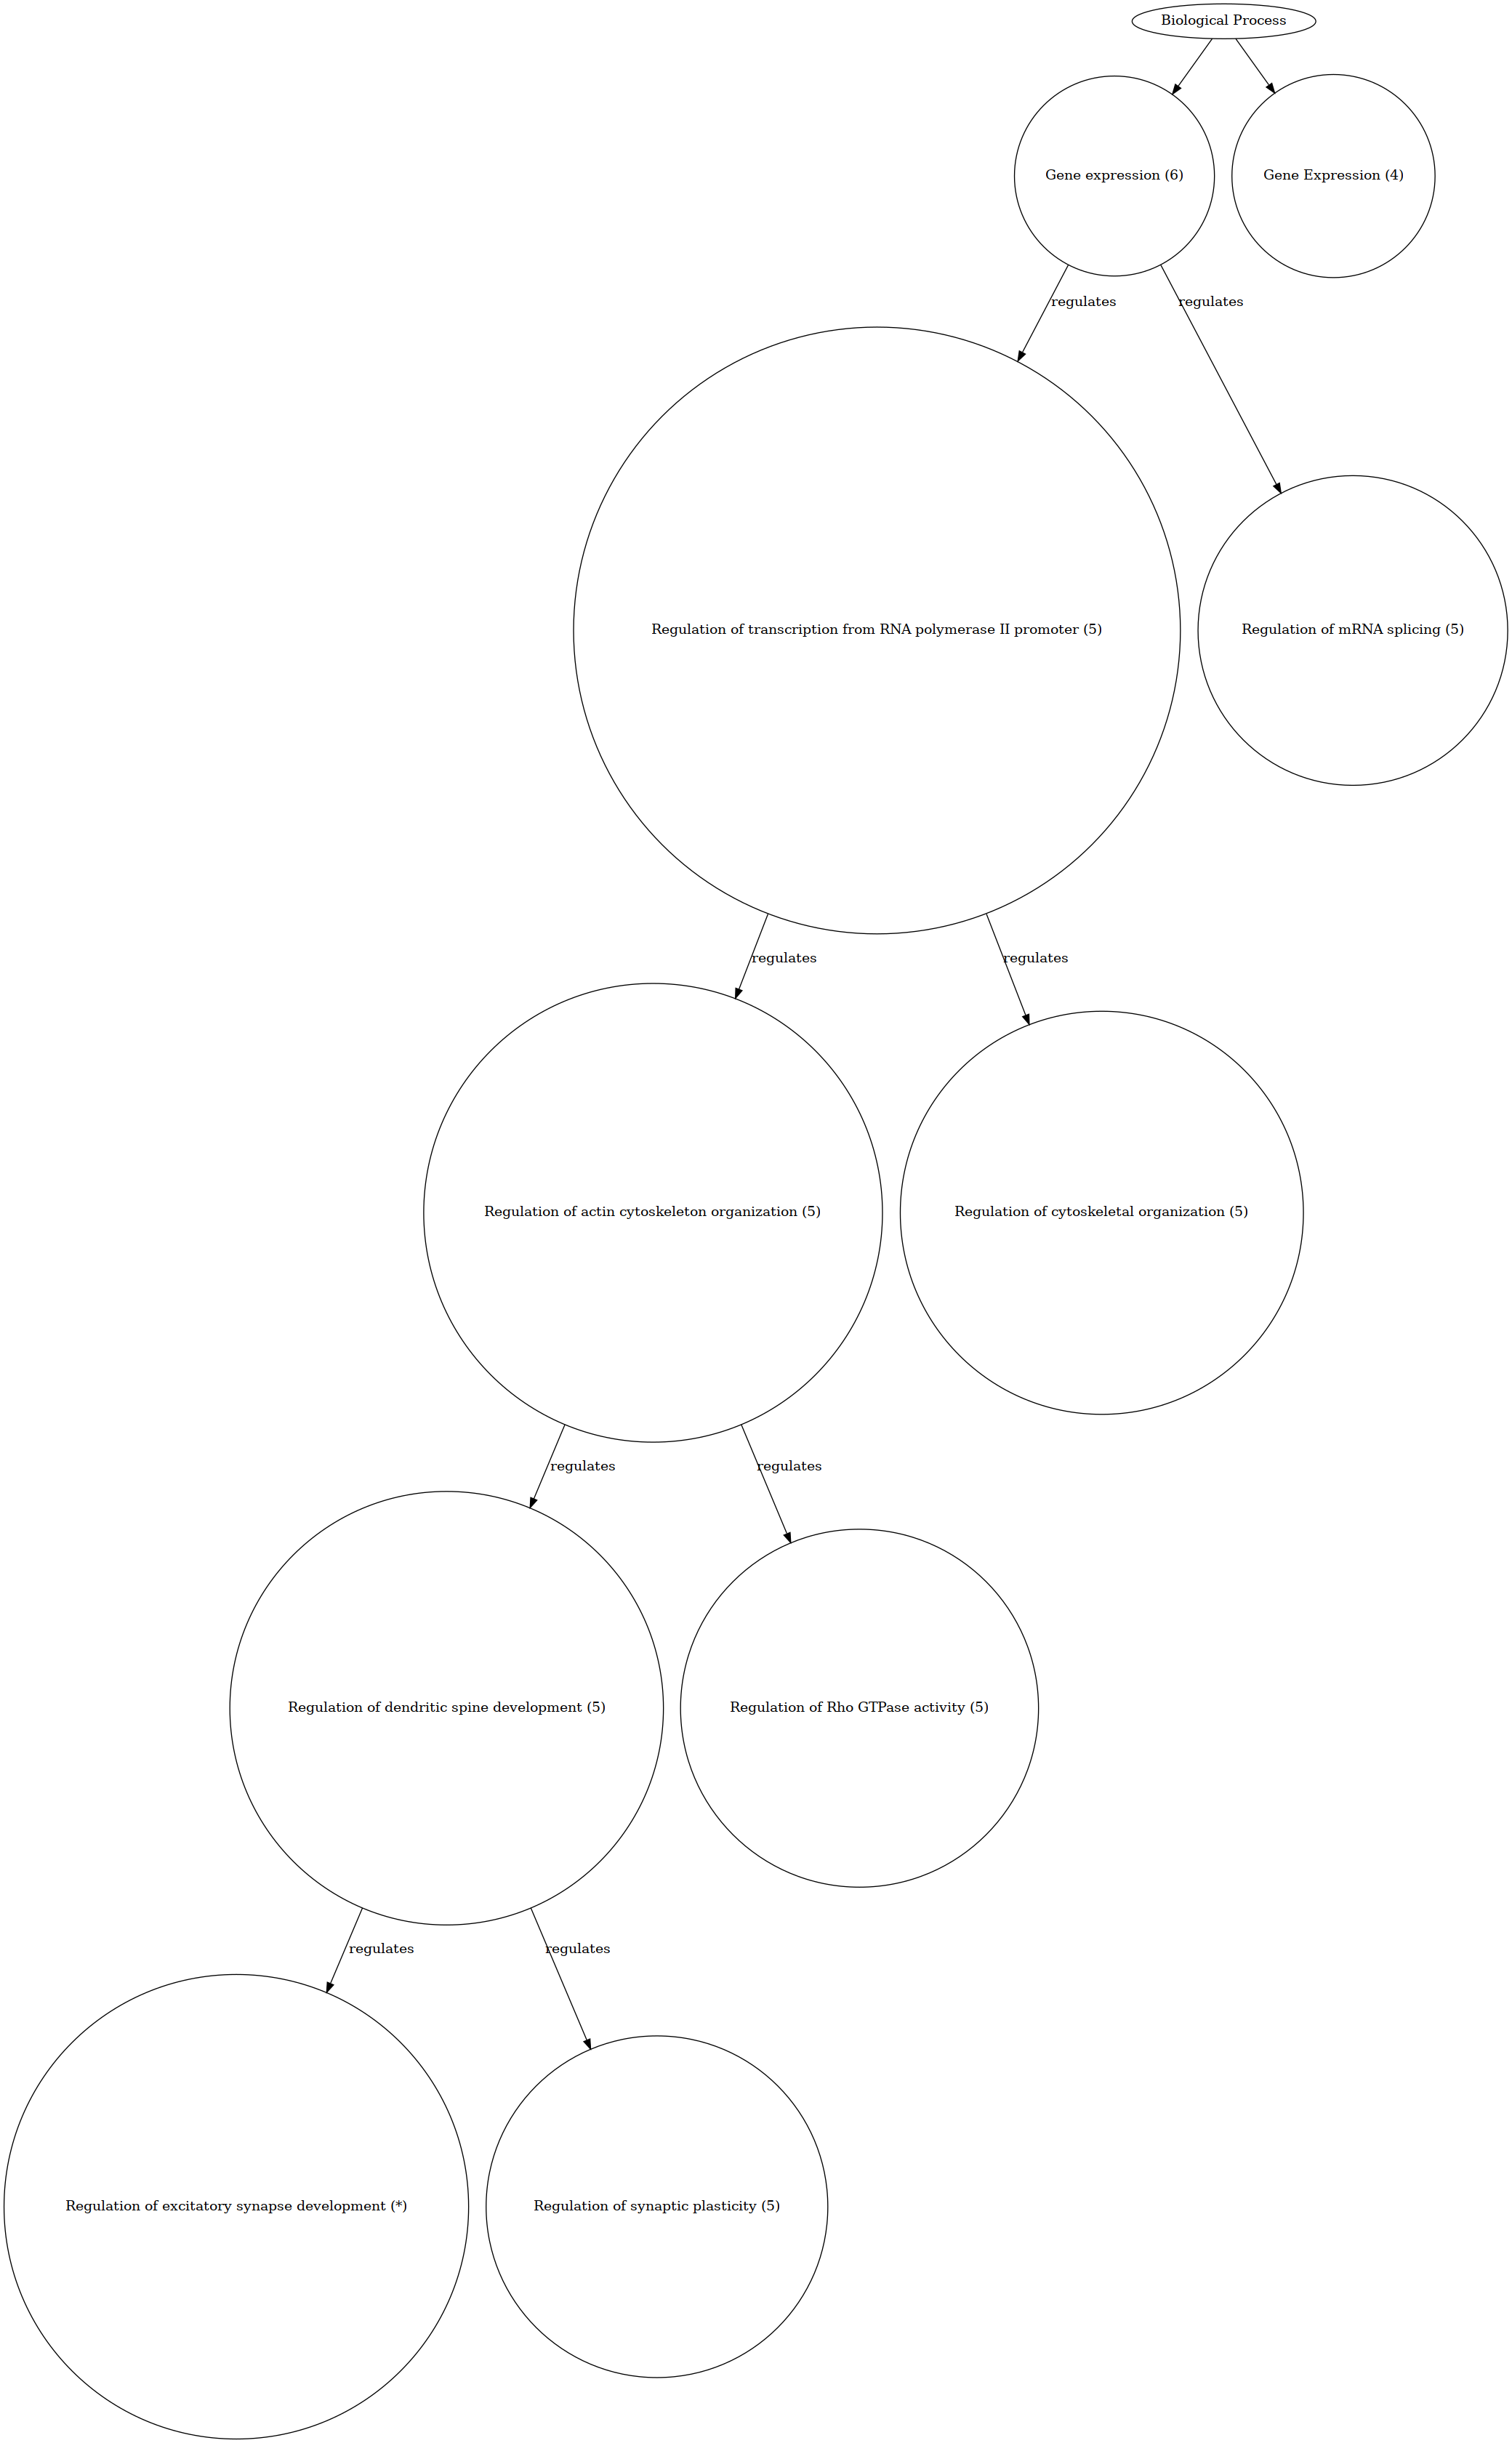 Biological Process
Gene expression (6)
Gene Expression (4)
regulates
regulates
Regulation of transcription from RNA polymerase II promoter (5)
Regulation of mRNA splicing (5)
regulates
regulates
Regulation of actin cytoskeleton organization (5)
Regulation of cytoskeletal organization (5)
regulates
regulates
Regulation of dendritic spine development (5)
Regulation of Rho GTPase activity (5)
regulates
regulates
Regulation of excitatory synapse development (*)
Regulation of synaptic plasticity (5)